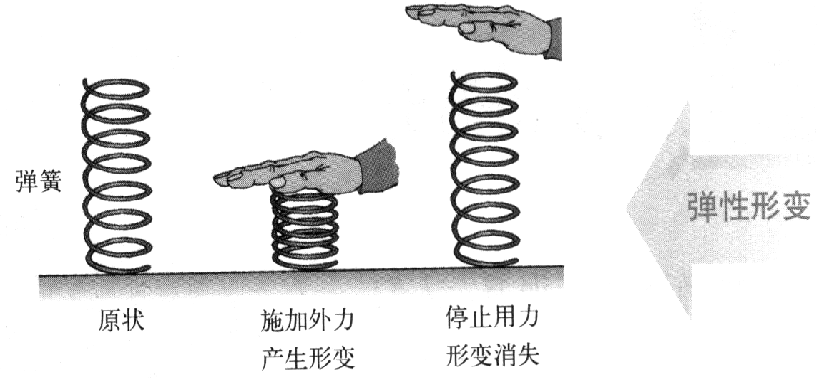 弹簧
弹性形变
原状
施加外力
产生形变
停止用力
形变消失